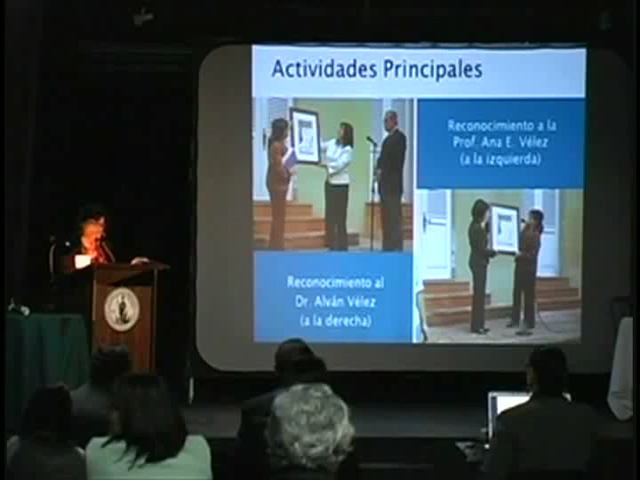 Actividades Principales
Reconocimiento a la
Prof. Ana E. Vélez
(a la izquierda)
Reconocimiento al
Dr. Alván Vélez
(a la derecha)